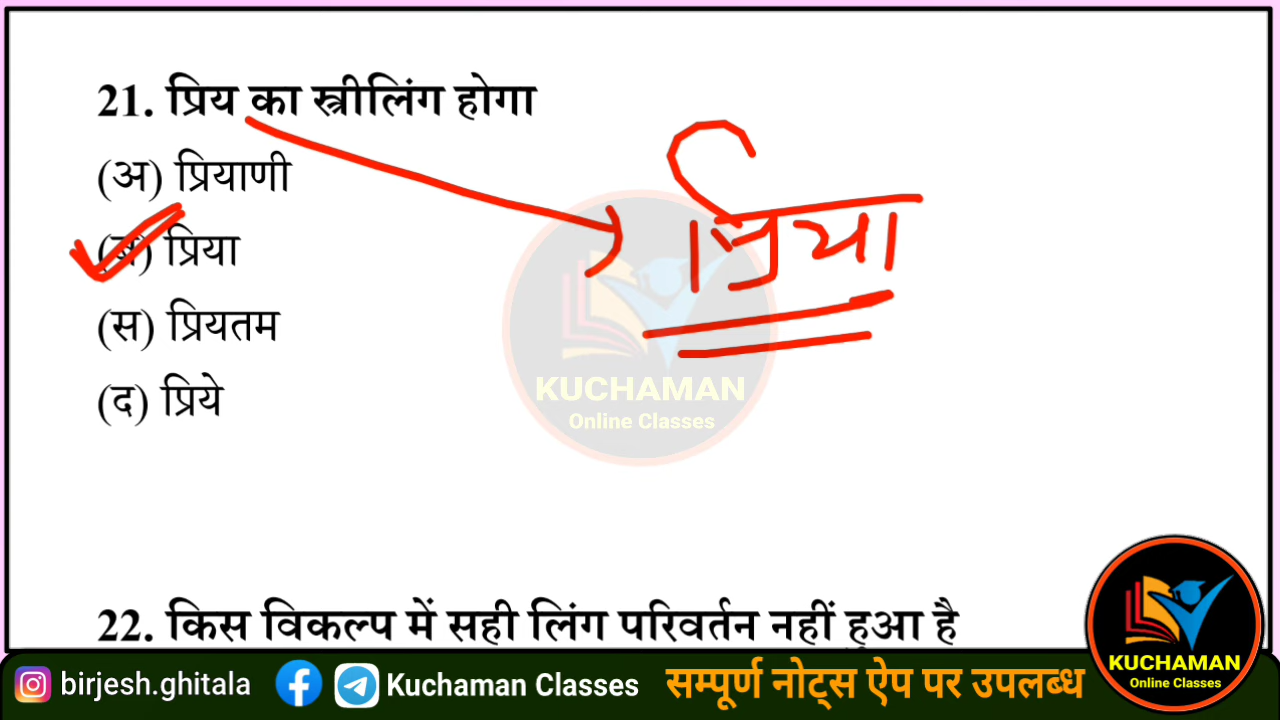 21. प्रिय का स्त्रीलिंग होगा
(अ) प्रियाणी
(ब) प्रिया
(स) प्रियतम
(द) प्रिये
प्रिया
KUCHAMAN
Online Classes
22. किस विकल्प में सही लिंग परिवर्तन नहीं हुआ है
birjesh.ghitala
Kuchaman Classes
सम्पूर्ण नोट्स ऐप पर उपलब्ध
KUCHAMAN
Online Classes